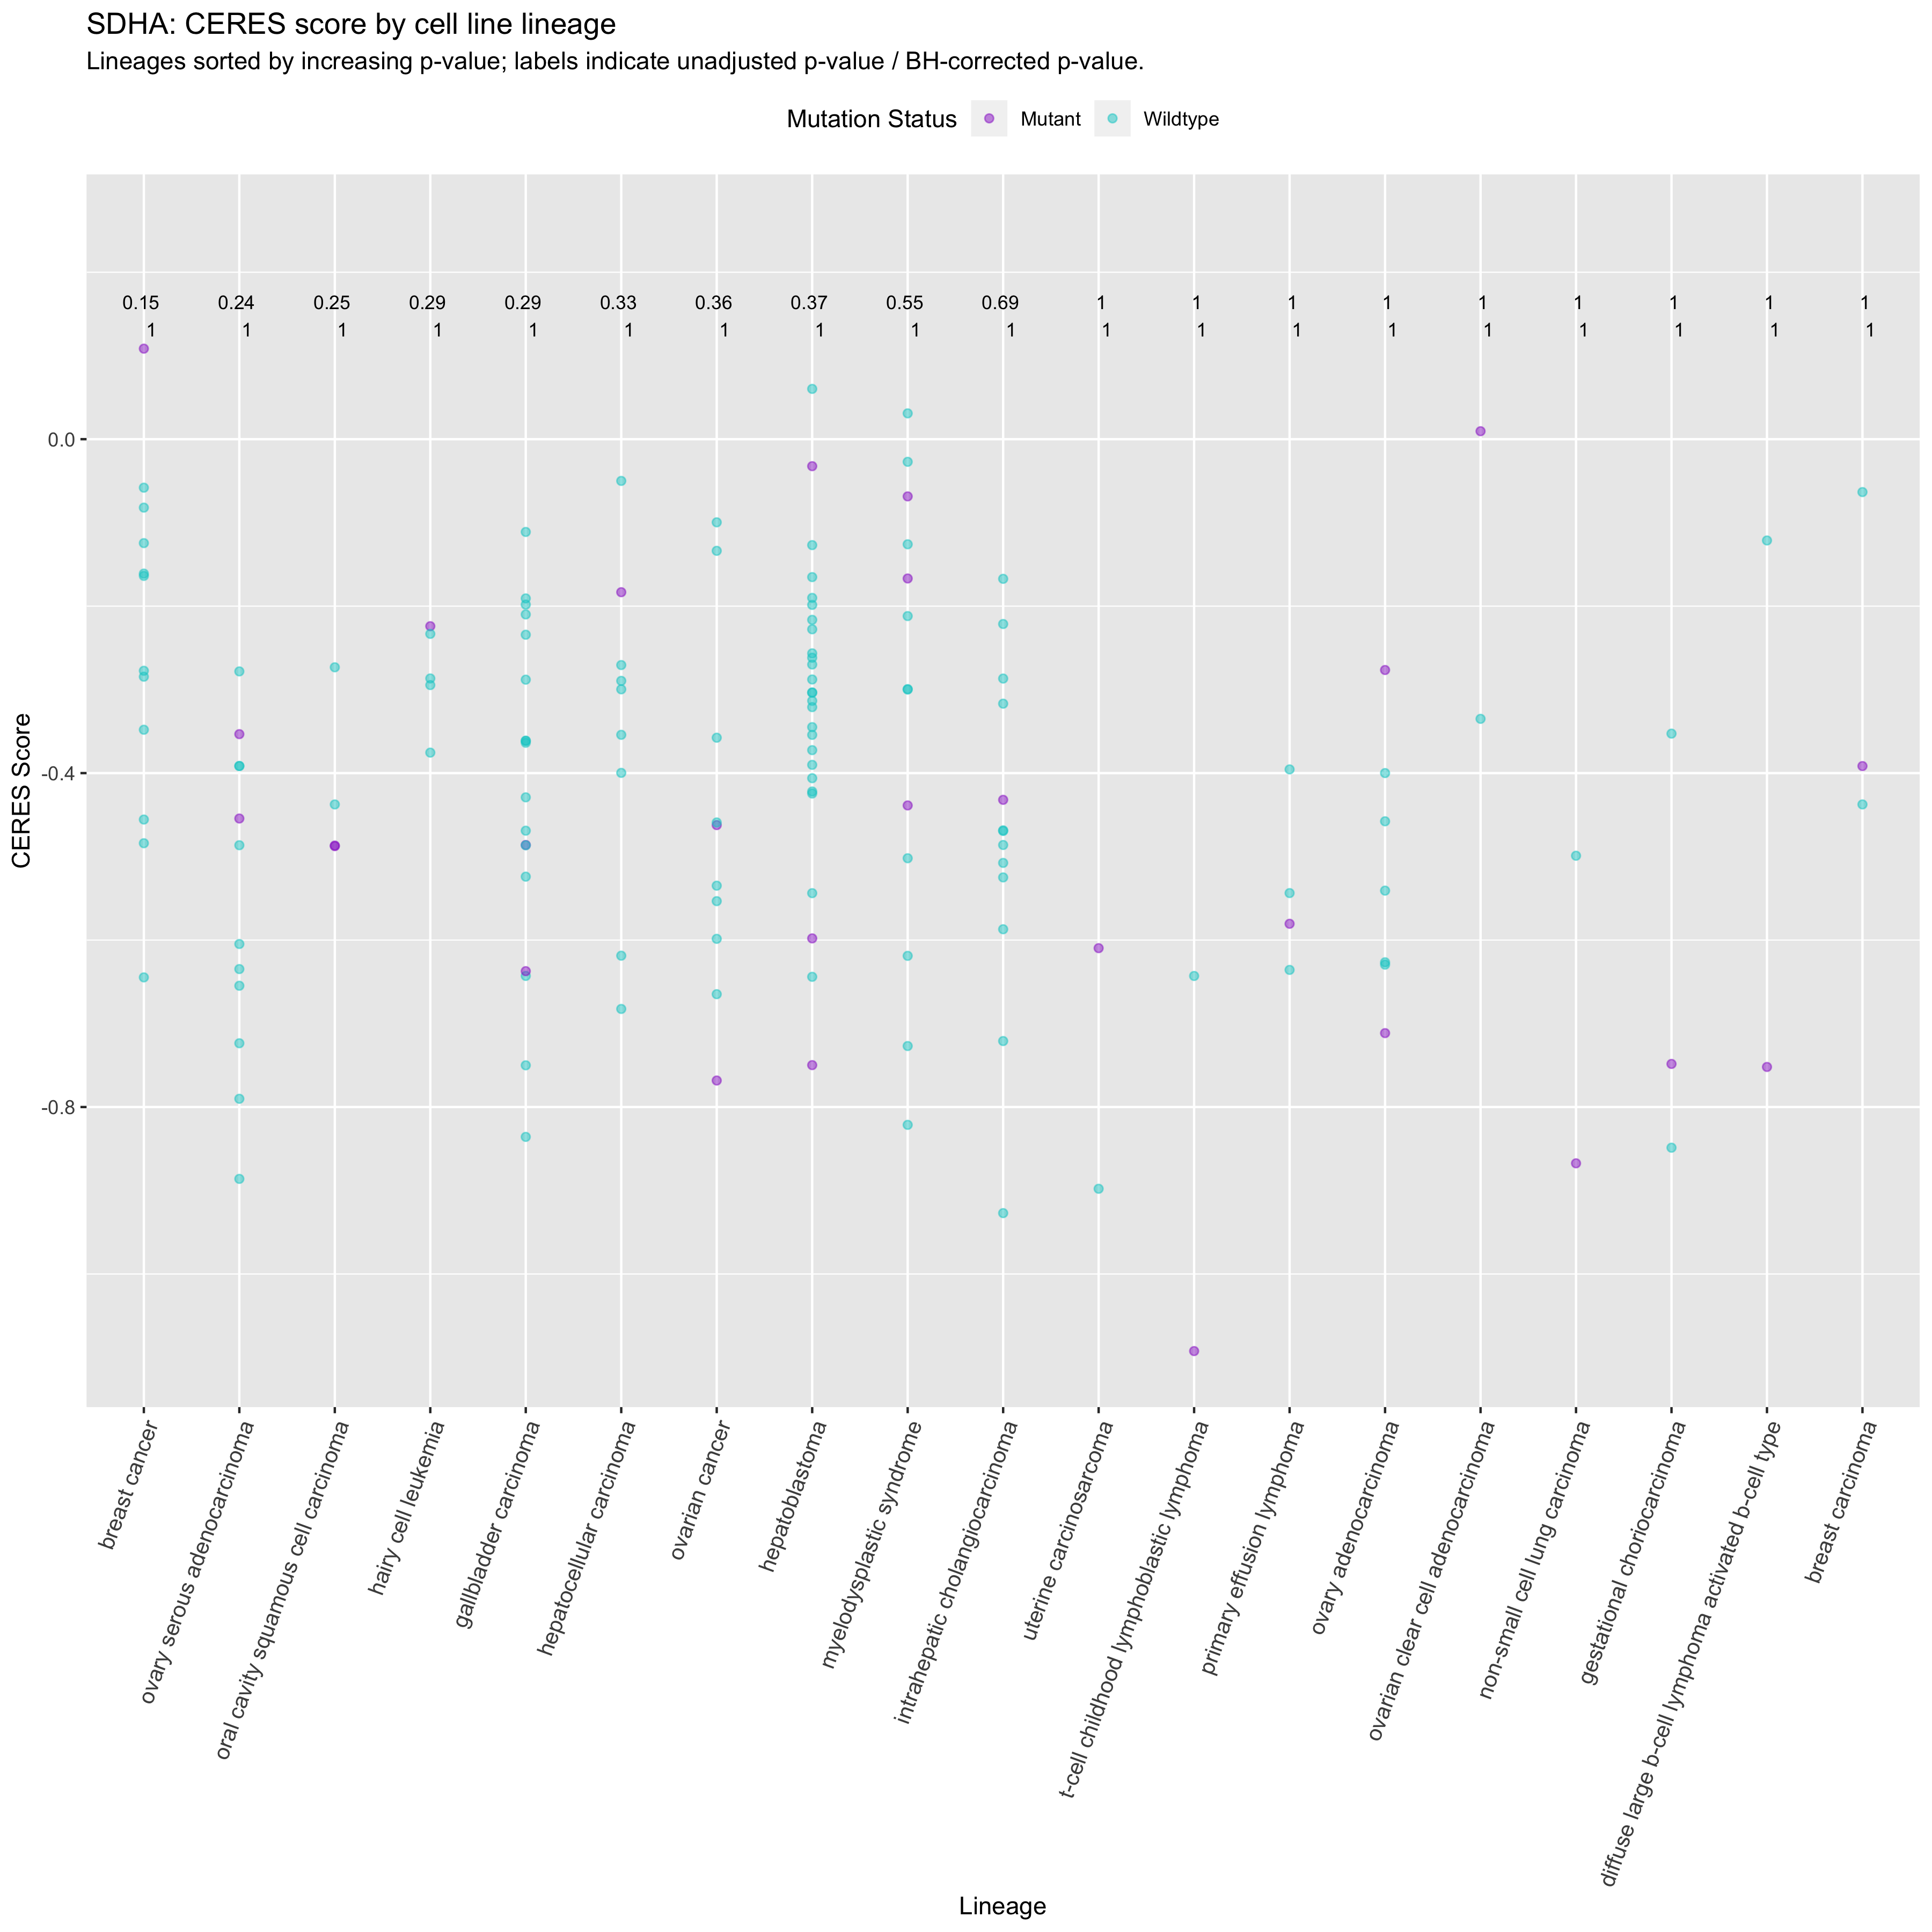 SDHA: CERES score by cell line lineage
Lineages sorted by increasing p-value; labels indicate unadjusted p-value / BH-corrected p-value.
Mutation Status Mutant Wildtype
0.15 0.24 0.25 0.29 0.29 0.33 0.36 0.37 0.55 0.69 1 1 1 1 1 1 1 1 1
1 1 1 1 1 1 1 1 1 1 1 1 1 1 1 1 1 1 1
CERES Score
0.0
-0.4
-0.8
breast cancer
ovary serous adenocarcinoma
oral cavity squamous cell carcinoma
hairy cell leukemia
gallbladder carcinoma
hepatocellular carcinoma
ovarian cancer
hepatoblastoma
myelodysplastic syndrome
intrahepatic cholangiocarcinoma
uterine carcinosarcoma
t-cell childhood lymphoblastic lymphoma
primary effusion lymphoma
ovary adenocarcinoma
ovarian clear cell adenocarcinoma
non-small cell lung carcinoma
gestational choriocarcinoma
diffuse large b-cell lymphoma activated b-cell type
breast carcinoma
Lineage